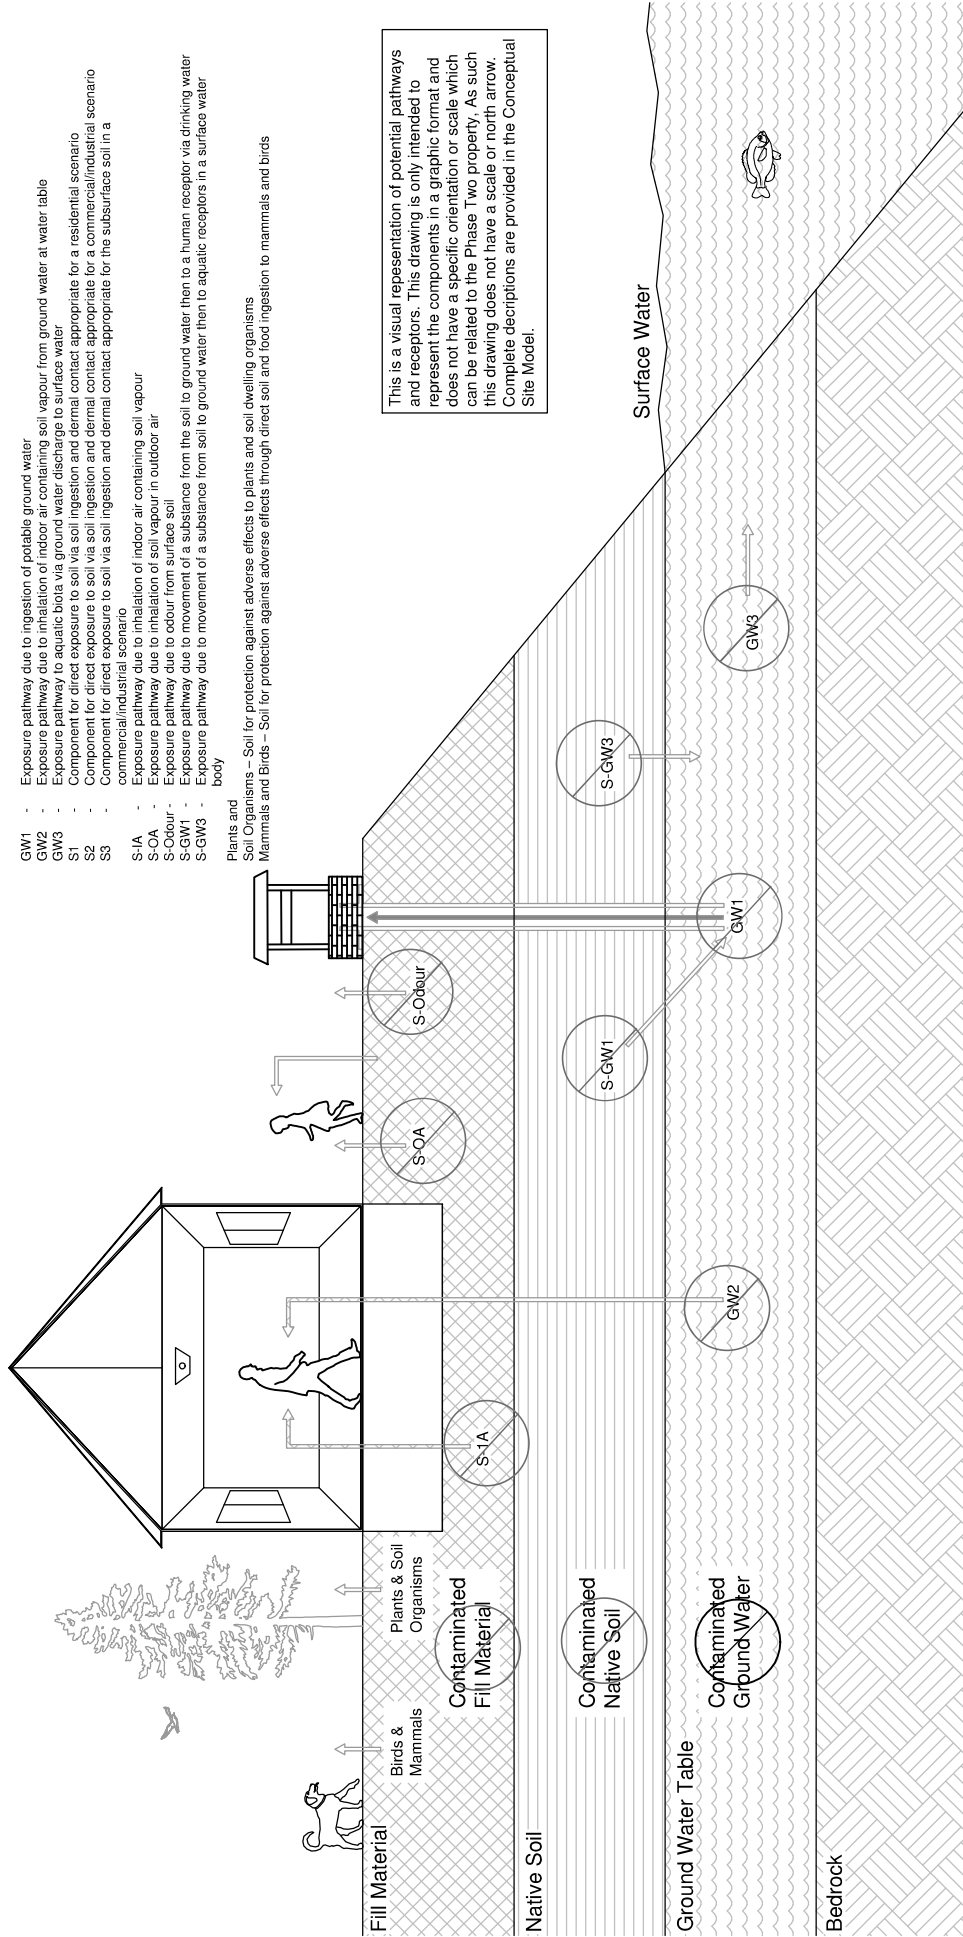 GW1 - Exposure pathway due to ingestion of potable ground water
GW2 - Exposure pathway due to inhalation of indoor air containing soil vapour from ground water at water table
GW3 - Exposure pathway to aquatic biota via ground water discharge to surface water
S1 - Component for direct exposure to soil via soil ingestion and dermal contact appropriate for a residential scenario
S2 - Component for direct exposure to soil via soil ingestion and dermal contact appropriate for a commercial/industrial scenario
S3 - Component for direct exposure to soil via soil ingestion and dermal contact appropriate for the subsurface soil in a
commercial/industrial scenario
S-IA - Exposure pathway due to inhalation of indoor air containing soil vapour
S-OA - Exposure pathway due to inhalation of soil vapour in outdoor air
S-Odour - Exposure pathway due to odour from surface soil
S-GW1 - Exposure pathway due to movement of a substance from the soil to ground water then to a human receptor via drinking water
S-GW3 - Exposure pathway due to movement of a substance from soil to ground water then to aquatic receptors in a surface water
body
Plants and
Soil Organisms – Soil for protection against adverse effects to plants and soil dwelling organisms
Mammals and Birds – Soil for protection against adverse effects through direct soil and food ingestion to mammals and birds
This is a visual repesentation of potential pathways
and receptors. This drawing is only intended to
represent the components in a graphic format and
does not have a specific orientation or scale which
can be related to the Phase Two property, As such
this drawing does not have a scale or north arrow.
Complete decriptions are provided in the Conceptual
Site Model.
Surface Water
Fill Material
Birds &
Mammals
Plants & Soil
Organisms
Contaminated
Fill Material
S-1A
S-OA
S-Odour
Native Soil
Contaminated
Native Soil
S-GW1
S-GW3
Ground Water Table
Contaminated
Ground Water
GW2
GW1
GW3
Bedrock